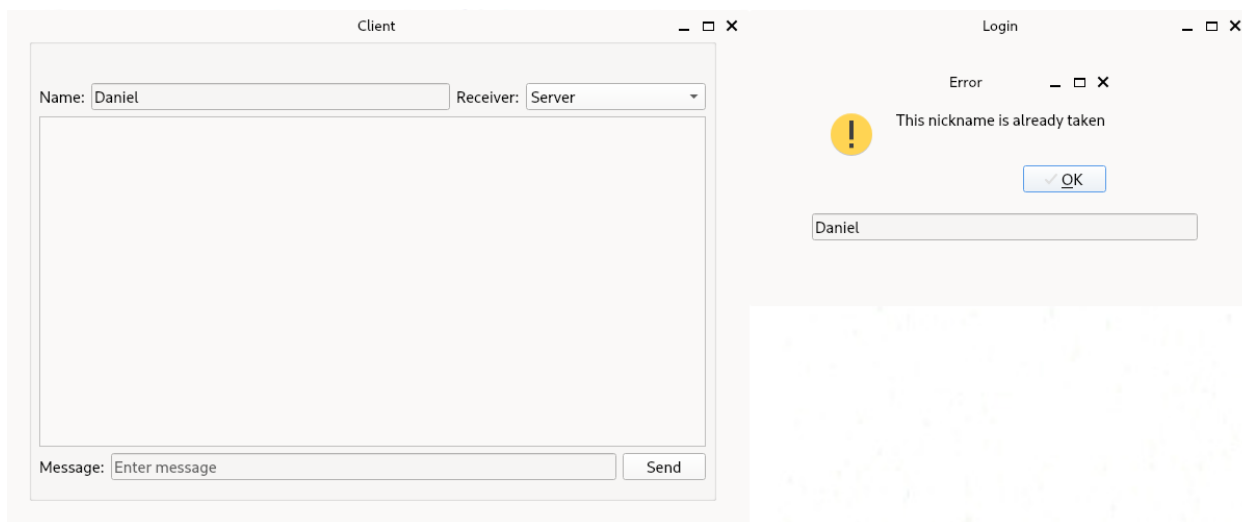 Client
Name: Daniel Receiver: Server
Message: Enter message Send
Login
Error
This nickname is already taken
OK
Daniel